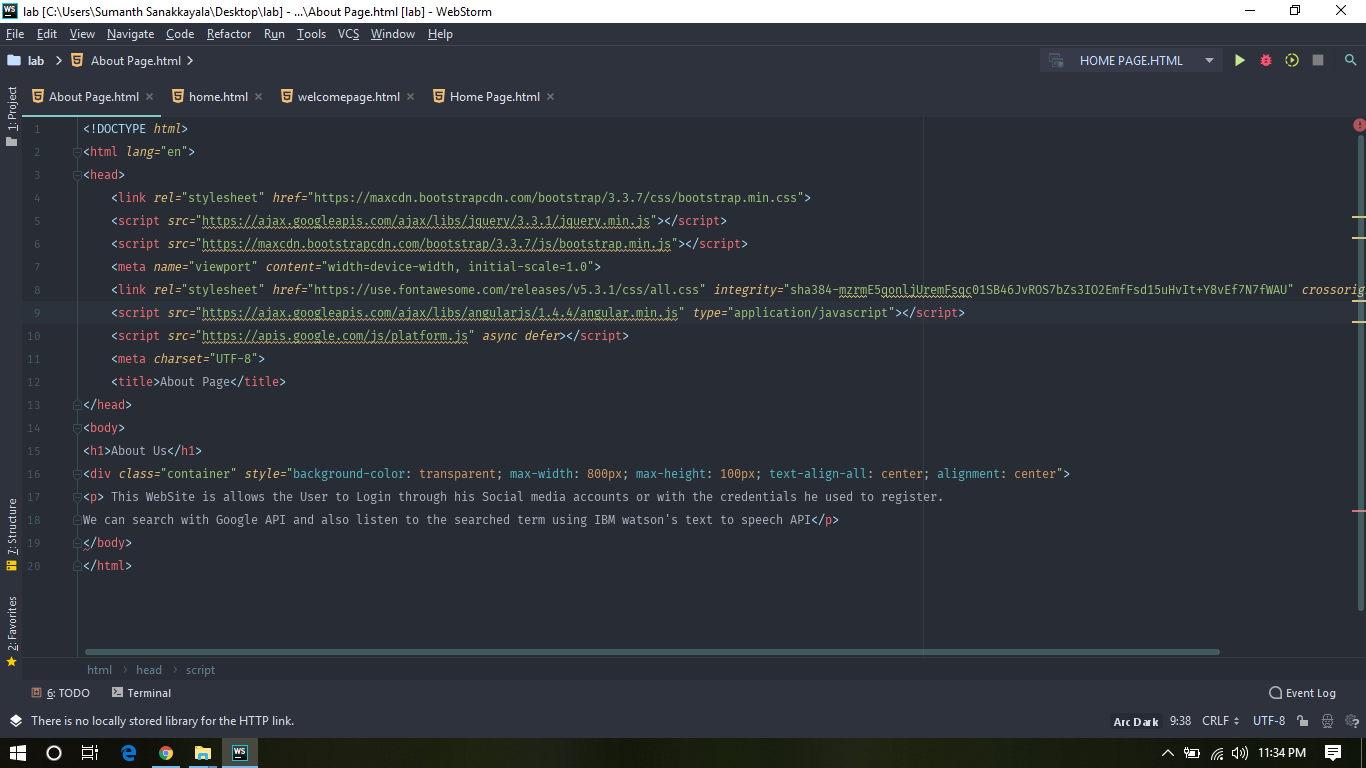 WS lab [C:\Users\Sumanth Sanakkayala\Desktop\lab] - ...\About Page.html [lab] - WebStorm
File Edit View Navigate Code Refactor Run Tools VCS Window Help
lab About Page.html HOME PAGE.HTML
About Page.html home.html welcomepage.html Home Page.html
1: Project
1 <!DOCTYPE html>
2 <html lang="en">
3 <head>
4 <link rel="stylesheet" href="https://maxcdn.bootstrapcdn.com/bootstrap/3.3.7/css/bootstrap.min.css">
5 <script src="https://ajax.googleapis.com/ajax/libs/jquery/3.3.1/jquery.min.js"></script>
6 <script src="https://maxcdn.bootstrapcdn.com/bootstrap/3.3.7/js/bootstrap.min.js"></script>
7 <meta name="viewport" content="width=device-width, initial-scale=1.0">
8 <link rel="stylesheet" href="https://use.fontawesome.com/releases/v5.3.1/css/all.css" integrity="sha384-mzrmE5qonljUremFsqc01SB46JvROS7bZs3IO2EmfFsd15uHvIt+Y8vEf7N7fWAU" crossorig
9 <script src="https://ajax.googleapis.com/ajax/libs/angularjs/1.4.4/angular.min.js" type="application/javascript"></script>
10 <script src="https://apis.google.com/js/platform.js" async defer></script>
11 <meta charset="UTF-8">
12 <title>About Page</title>
13 </head>
14 <body>
15 <h1>About Us</h1>
16 <div class="container" style="background-color: transparent; max-width: 800px; max-height: 100px; text-align-all: center; alignment: center">
17 <p> This WebSite is allows the User to Login through his Social media accounts or with the credentials he used to register.
18 We can search with Google API and also listen to the searched term using IBM watson's text to speech API</p>
19 </body>
20 </html>
7: Structure
2: Favorites
html head script
6: TODO Terminal Event Log
There is no locally stored library for the HTTP link. Arc Dark 9:38 CRLF UTF-8
WS 11:34 PM